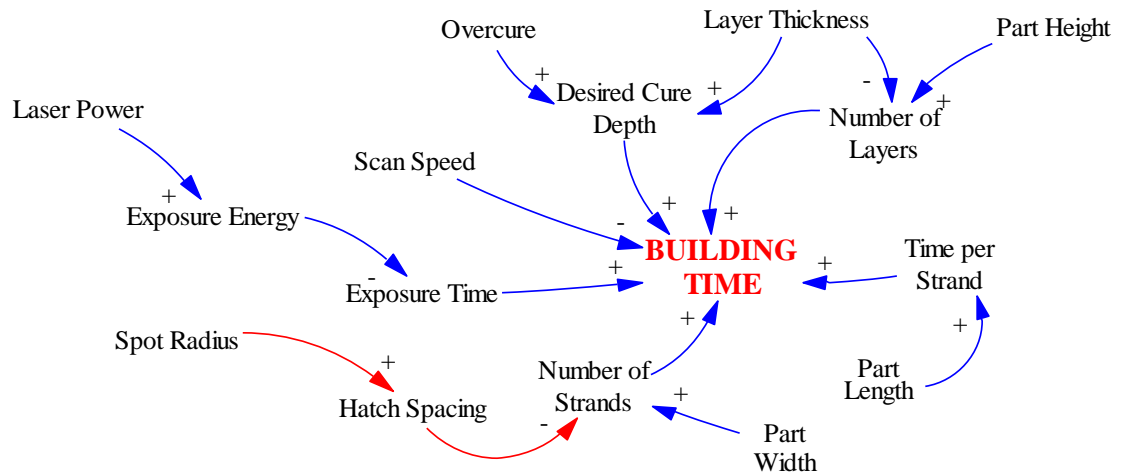 Overcure
Layer Thickness
Part Height
+
+
-
+
Desired Cure
Depth
Number of
Layers
Laser Power
Scan Speed
+
Exposure Energy
-
+
+
BUILDING
TIME
Time per
Strand
+
+
-
Exposure Time
+
+
Spot Radius
+
Number of
Strands
+
Part
Length
Hatch Spacing
-
Part
Width